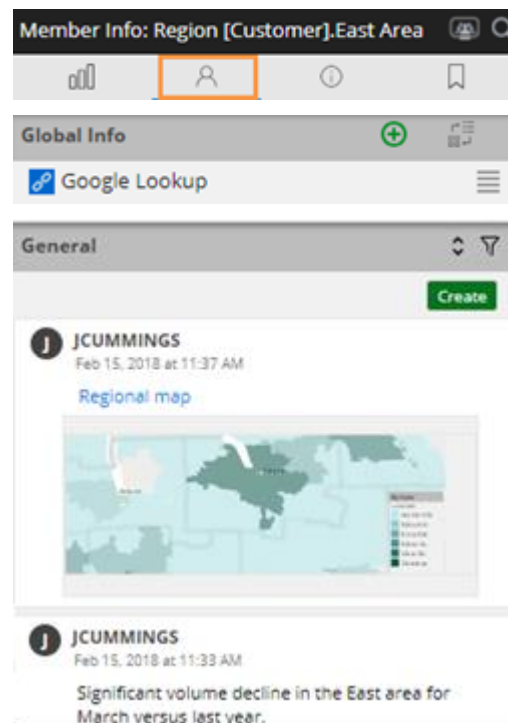 Member Info: Region [Customer].East Area
Global Info
Google Lookup
General
Create
J
JCUMMINGS
Feb 15, 2018 at 11:37 AM
Regional map
J
JCUMMINGS
Feb 15, 2018 at 11:33 AM
Significant volume decline in the East area for
March versus last year.